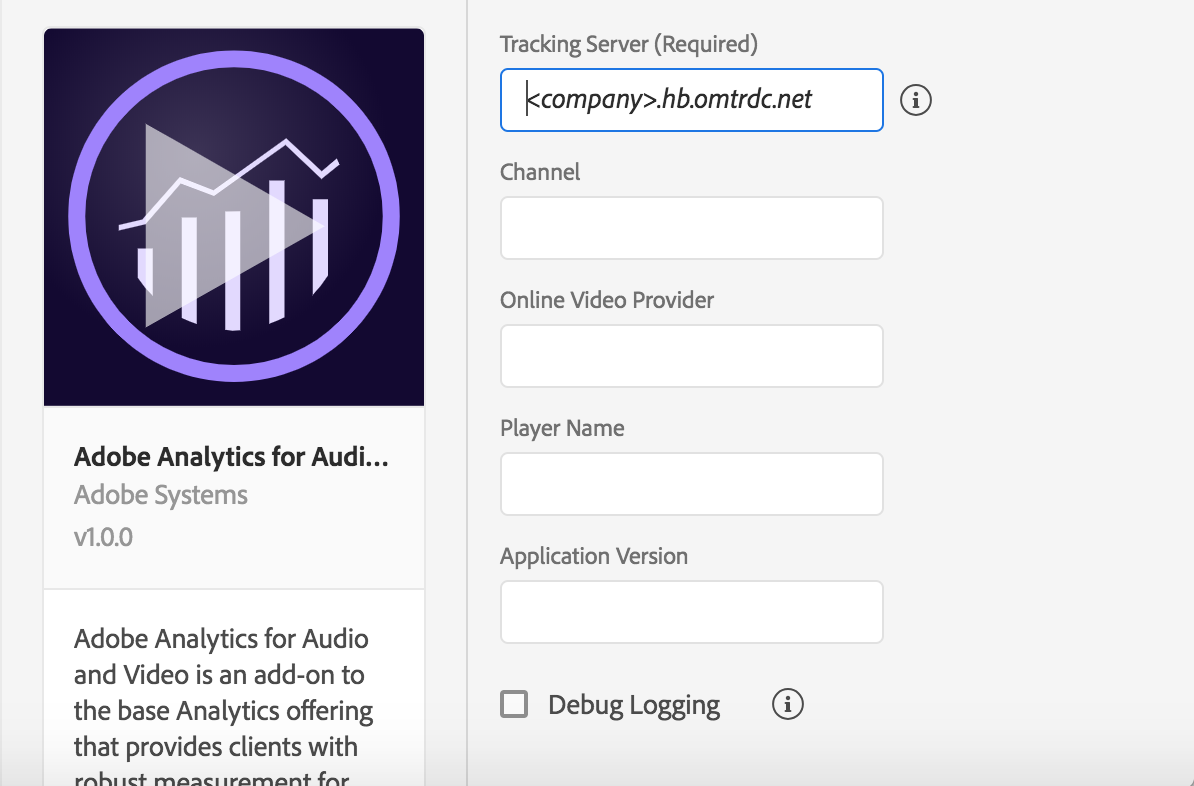 Adobe Analytics for Audi...
Adobe Systems
v1.0.0
Adobe Analytics for Audio
and Video is an add-on to
the base Analytics offering
that provides clients with
robust measurement for
Tracking Server (Required)
<company>.hb.omtrdc.net
Channel
Online Video Provider
Player Name
Application Version
Debug Logging